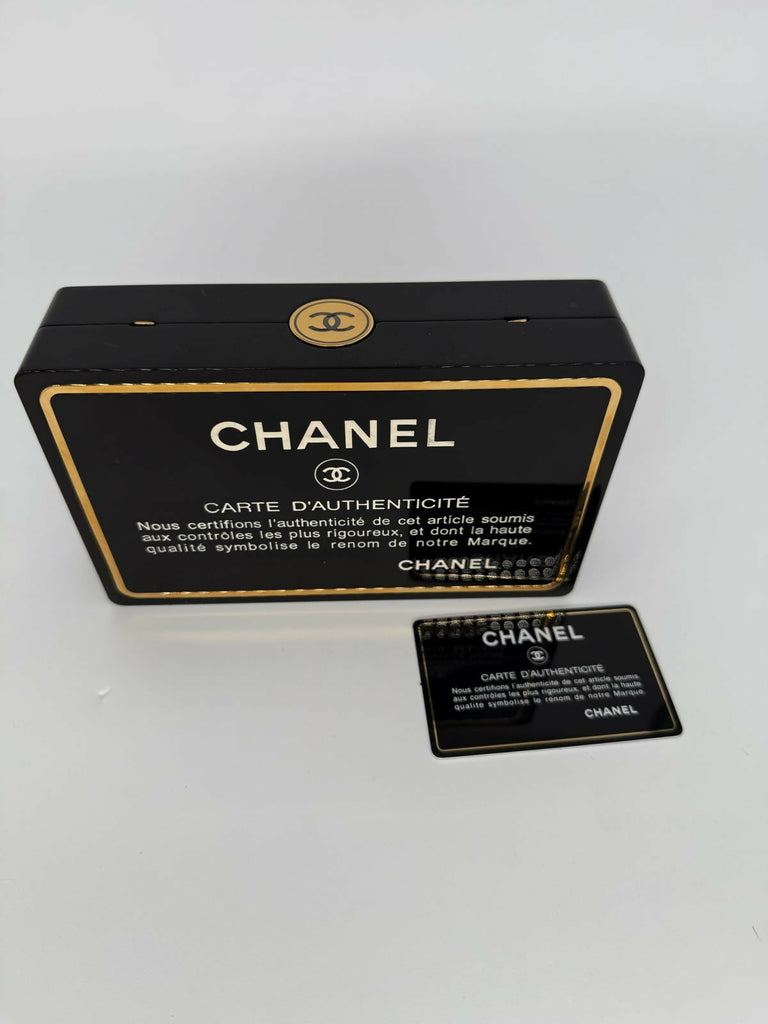 CHANEL
CARTE D'AUTHENTICITÉ
Nous certifions l'authenticité de cet article soumis
aux contrôles les plus rigoureux, et dont la haute
qualité symbolise le renom de notre Marque.
CHANEL
CHANEL
CARTE D'AUTHENTICITÉ
Nous certifions l'authenticité de cet article soumis
aux contrôles les plus rigoureux, et dont la haute
qualité symbolise le renom de notre Marque.
CHANEL